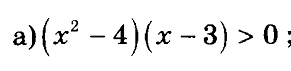 а) (x² − 4)(x − 3) > 0 ;